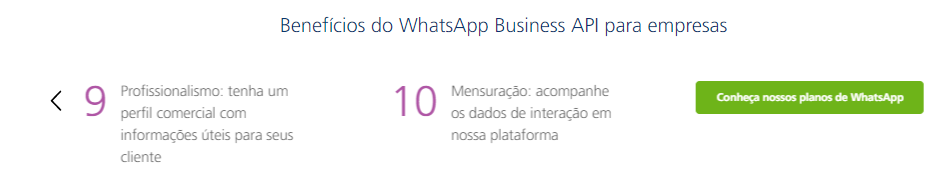 Benefícios do WhatsApp Business API para empresas
9
Profissionalismo: tenha um
perfil comercial com
informações úteis para seus
cliente
10
Mensuração: acompanhe
os dados de interação em
nossa plataforma
Conheça nossos planos de WhatsApp